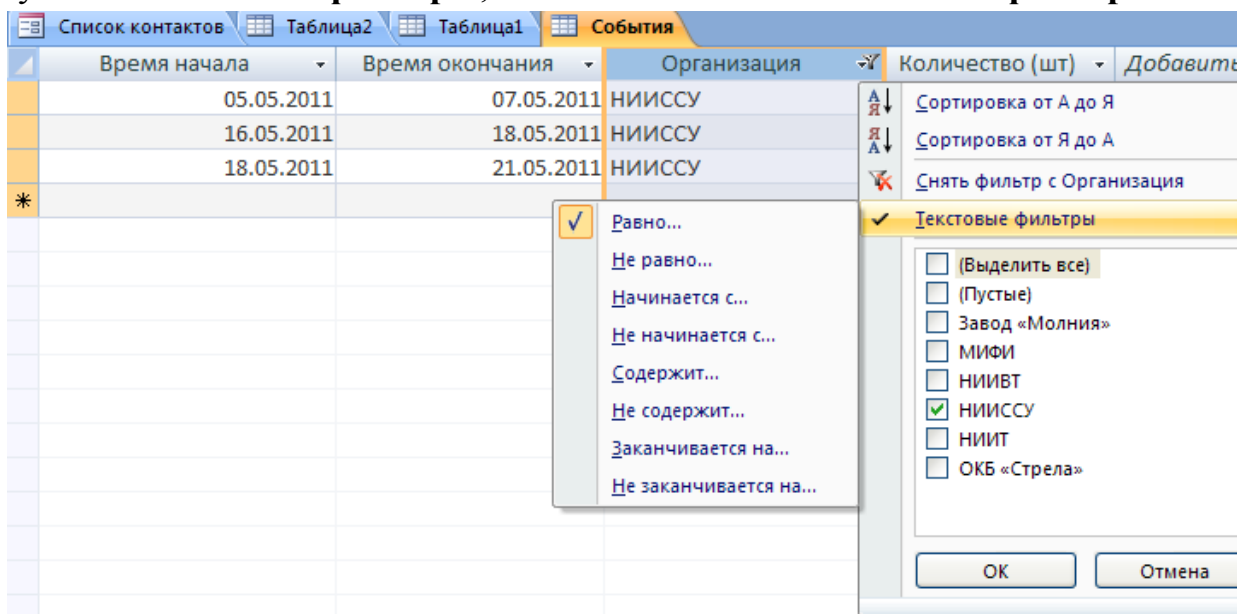 Список контактов Таблица2 Таблица1 События
Время начала Время окончания Организация Количество (шт) Добавить
05.05.2011 07.05.2011 НИИССУ
16.05.2011 18.05.2011 НИИССУ
18.05.2011 21.05.2011 НИИССУ
Сортировка от А до Я
Сортировка от Я до А
Снять фильтр с Организация
Текстовые фильтры
Равно...
Не равно...
Начинается с...
Не начинается с...
Содержит...
Не содержит...
Заканчивается на...
Не заканчивается на...
(Выделить все)
(Пустые)
Завод «Молния»
МИФИ
НИИВТ
НИИССУ
НИИТ
ОКБ «Стрела»
ОК Отмена